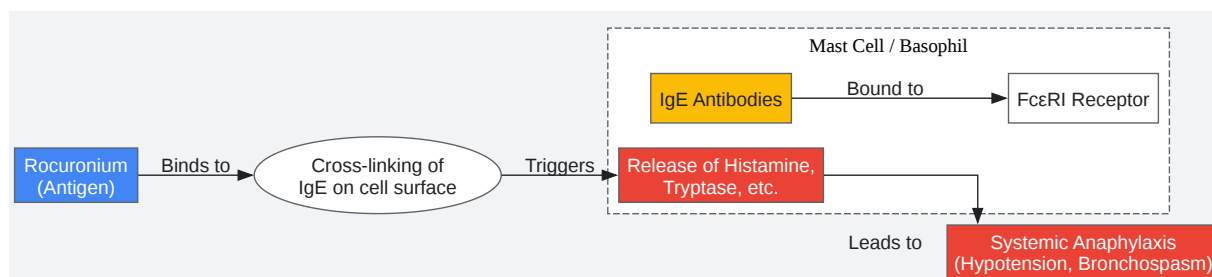 Mast Cell / Basophil
IgE Antibodies
Bound to
FcεRI Receptor
Rocuronium
(Antigen)
Binds to
Cross-linking of
IgE on cell surface
Triggers
Release of Histamine,
Tryptase, etc.
Leads to
Systemic Anaphylaxis
(Hypotension, Bronchospasm)